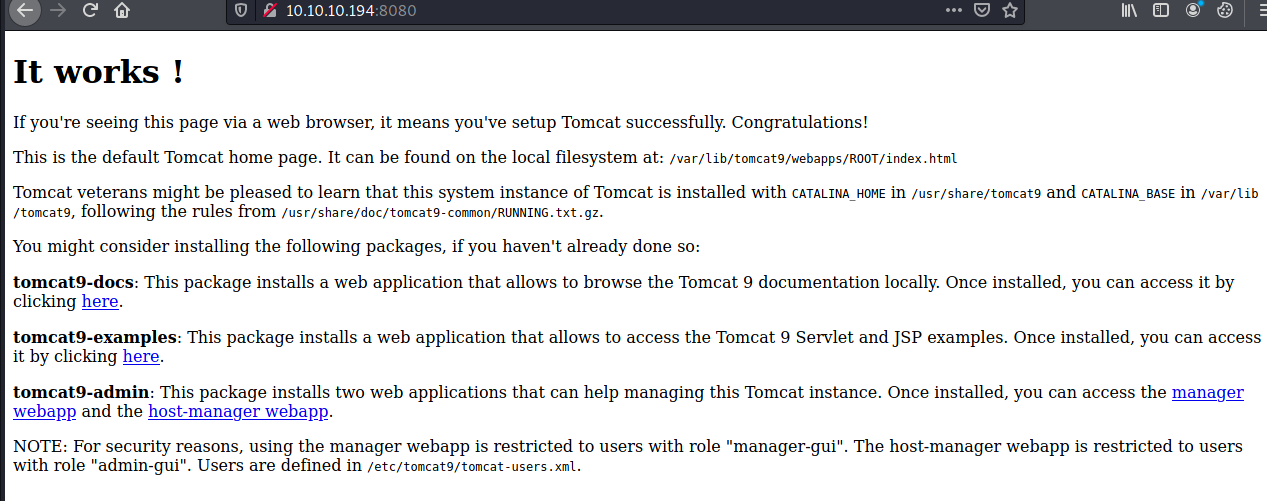 10.10.10.194:8080
It works !
If you're seeing this page via a web browser, it means you've setup Tomcat successfully. Congratulations!
This is the default Tomcat home page. It can be found on the local filesystem at: /var/lib/tomcat9/webapps/ROOT/index.html
Tomcat veterans might be pleased to learn that this system instance of Tomcat is installed with CATALINA_HOME in /usr/share/tomcat9 and CATALINA_BASE in /var/lib
/tomcat9, following the rules from /usr/share/doc/tomcat9-common/RUNNING.txt.gz.
You might consider installing the following packages, if you haven't already done so:
tomcat9-docs: This package installs a web application that allows to browse the Tomcat 9 documentation locally. Once installed, you can access it by
clicking here.
tomcat9-examples: This package installs a web application that allows to access the Tomcat 9 Servlet and JSP examples. Once installed, you can access
it by clicking here.
tomcat9-admin: This package installs two web applications that can help managing this Tomcat instance. Once installed, you can access the manager
webapp and the host-manager webapp.
NOTE: For security reasons, using the manager webapp is restricted to users with role "manager-gui". The host-manager webapp is restricted to users
with role "admin-gui". Users are defined in /etc/tomcat9/tomcat-users.xml.